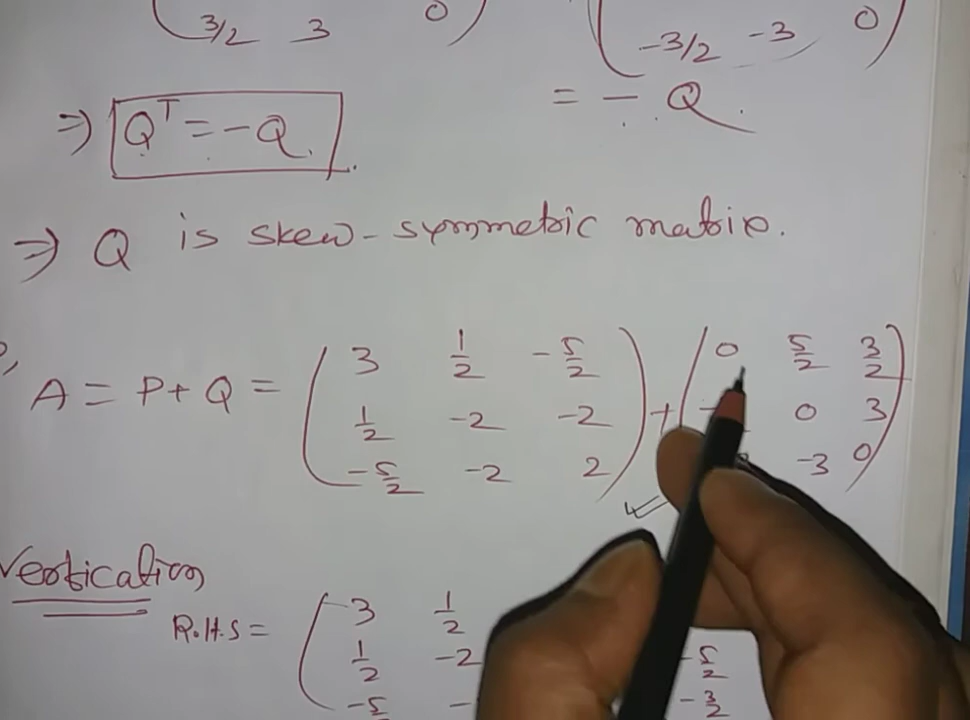 3/2 3 0 -3/2 -3 0
⇒ Qᵀ = -Q. = - Q.
⇒ Q is skew-symmetric matrix.
A = P+Q = ( 3 1/2 -5/2 ) + ( 0 5/2 3/2 )
1/2 -2 -2 0 3
-5/2 -2 2 -3 0
Verification
R.H.S = ( 3 1/2
1/2 -2 -5/2
-5 -3/2